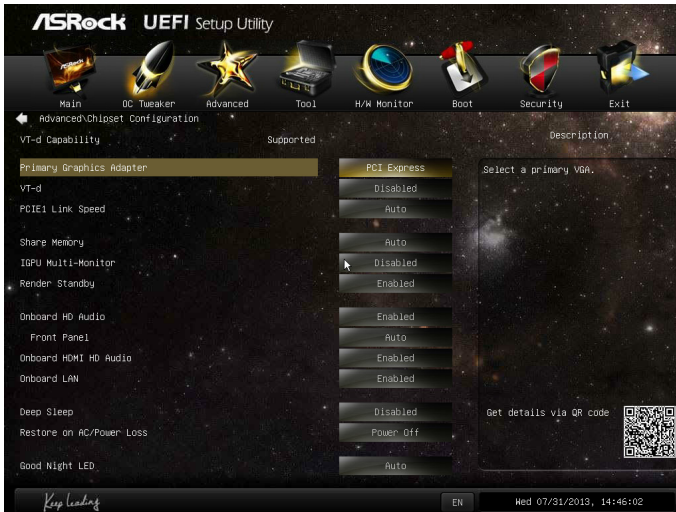 ASRock UEFI Setup Utility
ASRock
Main OC Tweaker Advanced Tool H/W Monitor Boot Security Exit
Advanced\Chipset Configuration
Description
VT-d Capability Supported
Primary Graphics Adapter PCI Express
Select a primary VGA.
VT-d Disabled
PCIE1 Link Speed Auto
Share Memory Auto
IGPU Multi-Monitor Disabled
Render Standby Enabled
Onboard HD Audio Enabled
Front Panel Auto
Onboard HDMI HD Audio Enabled
Onboard LAN Enabled
Deep Sleep Disabled
Get details via QR code
Restore on AC/Power Loss Power Off
Good Night LED Auto
Keep Leading
EN
Wed 07/31/2013, 14:46:02